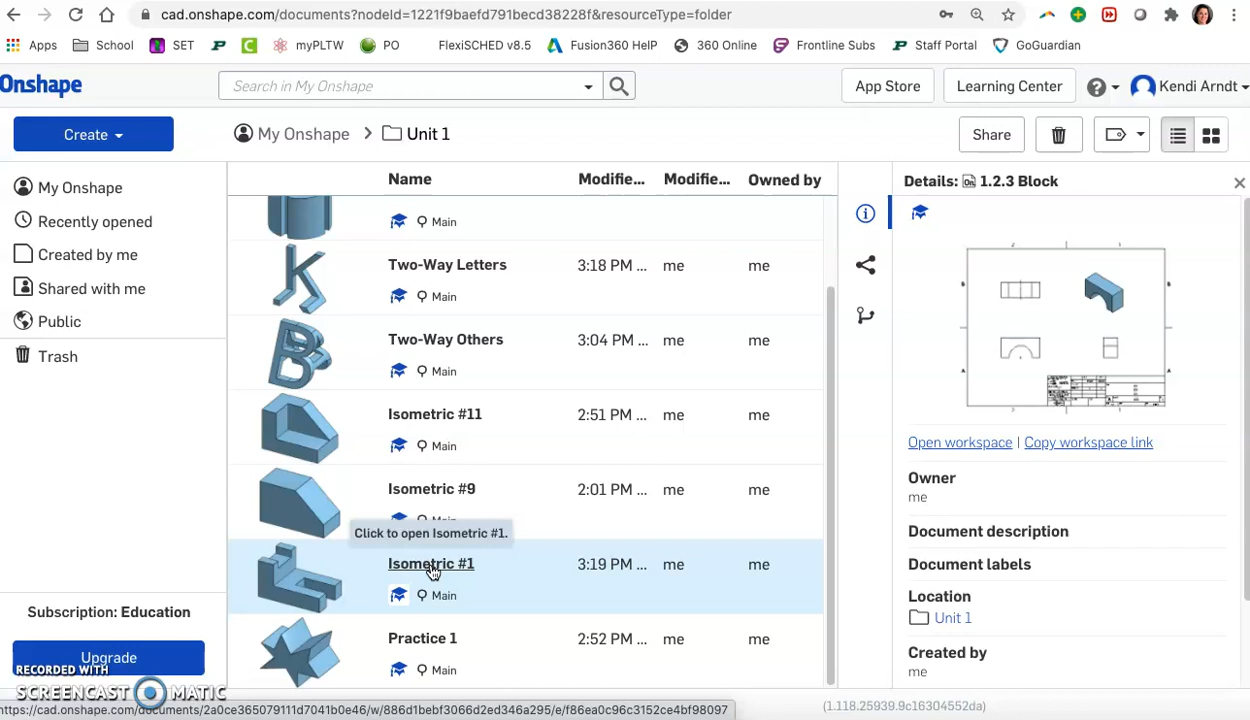 cad.onshape.com/documents?nodeId=1221f9baefd791becd38228f&resourceType=folder
Apps School SET myPLTW PO FlexiSCHED v8.5 Fusion360 HelP 360 Online Frontline Subs Staff Portal GoGuardian
Onshape Search in My Onshape App Store Learning Center Kendi Arndt
Create My Onshape > Unit 1 Share
Name Modifie... Modifie... Owned by
Details: 1.2.3 Block
My Onshape
Recently opened
Created by me
Shared with me
Public
Trash
Main
Two-Way Letters 3:18 PM ... me me
Main
Two-Way Others 3:04 PM ... me me
Main
Isometric #11 2:51 PM ... me me
Main
Isometric #9 2:01 PM ... me me
Main
Click to open Isometric #1.
Isometric #1 3:19 PM ... me me
Main
Practice 1 2:52 PM ... me me
Main
Open workspace | Copy workspace link
Owner
me
Document description
Document labels
Location
Unit 1
Created by
me
Subscription: Education
Upgrade
RECORDED WITH
SCREENCAST MATIC
https://cad.onshape.com/documents/2a0ce365079111d7041b0e46/w/886d1bebf3066d2ed346a295/e/f86ea0c96c3152ce4bf98097
(1.118.25939.9c16304552da)